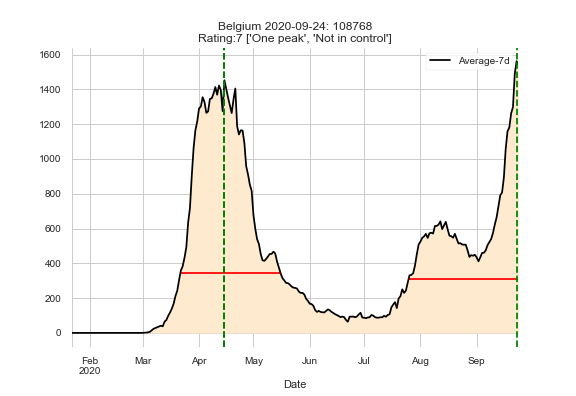 Belgium 2020-09-24: 108768
Rating:7 ['One peak', 'Not in control']
1600
1400
1200
1000
800
600
400
200
0
Average-7d
Feb Mar Apr May Jun Jul Aug Sep
2020
Date